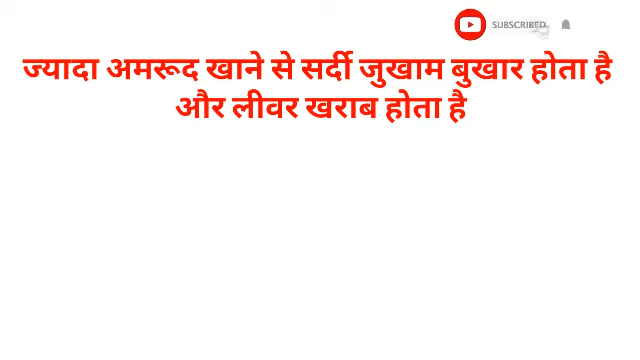 SUBSCRIBED
ज्यादा अमरूद खाने से सर्दी जुखाम बुखार होता है
और लीवर खराब होता है